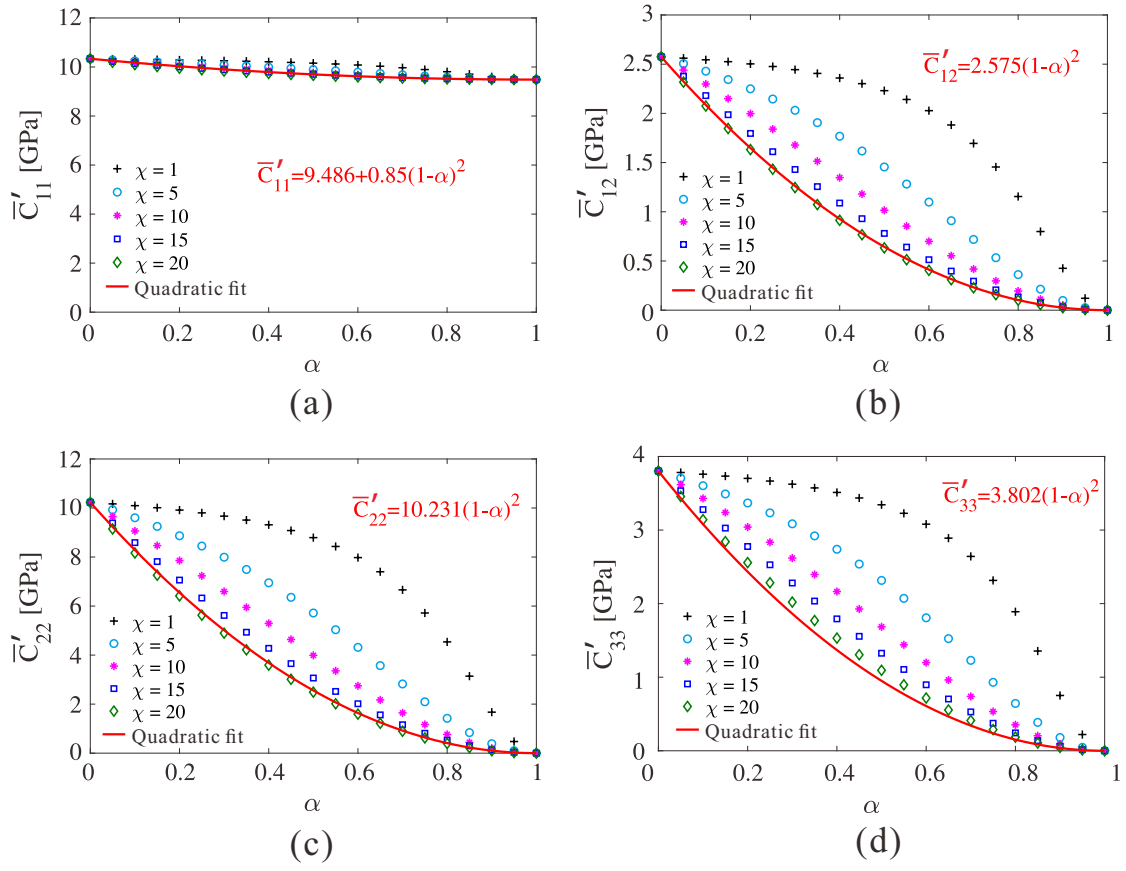 12
10
8
6
4
2
0
C̅′₁₁ [GPa]
C̅′₁₁=9.486+0.85(1-α)²
χ = 1
χ = 5
χ = 10
χ = 15
χ = 20
Quadratic fit
0 0.2 0.4 0.6 0.8 1
α
(a)
3
2.5
2
1.5
1
0.5
0
C̅′₁₂ [GPa]
C̅′₁₂=2.575(1-α)²
χ = 1
χ = 5
χ = 10
χ = 15
χ = 20
Quadratic fit
0 0.2 0.4 0.6 0.8 1
α
(b)
12
10
8
6
4
2
0
C̅′₂₂ [GPa]
C̅′₂₂=10.231(1-α)²
χ = 1
χ = 5
χ = 10
χ = 15
χ = 20
Quadratic fit
0 0.2 0.4 0.6 0.8 1
α
(c)
4
3
2
1
0
C̅′₃₃ [GPa]
C̅′₃₃=3.802(1-α)²
χ = 1
χ = 5
χ = 10
χ = 15
χ = 20
Quadratic fit
0 0.2 0.4 0.6 0.8 1
α
(d)